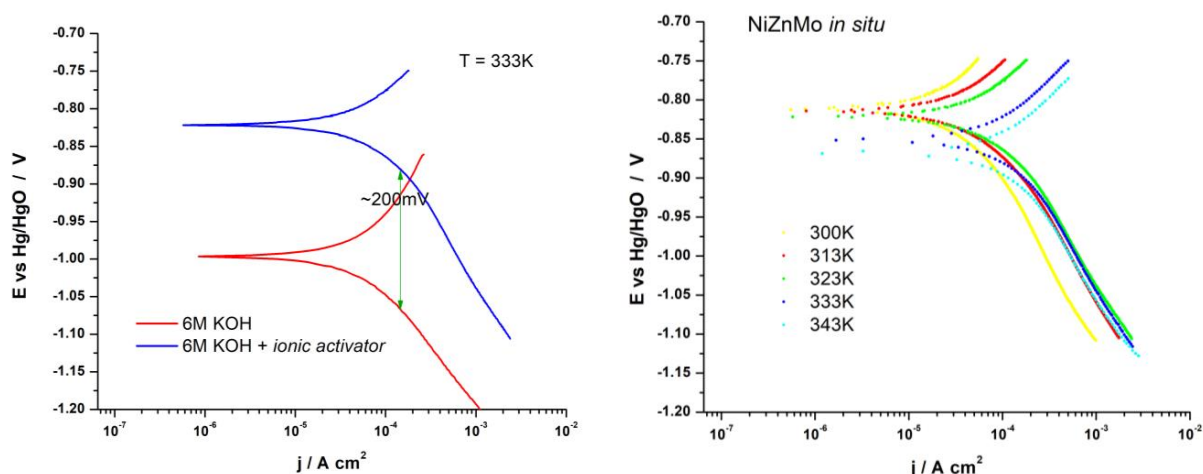 T = 333K
~200mV
6M KOH
6M KOH + ionic activator
E vs Hg/HgO / V
-0.70
-0.75
-0.80
-0.85
-0.90
-0.95
-1.00
-1.05
-1.10
-1.15
-1.20
10-7
10-6
10-5
10-4
10-3
10-2
j / A cm2
NiZnMo in situ
300K
313K
323K
333K
343K
E vs Hg/HgO / V
-0.70
-0.75
-0.80
-0.85
-0.90
-0.95
-1.00
-1.05
-1.10
-1.15
-1.20
10-7
10-6
10-5
10-4
10-3
10-2
j / A cm2